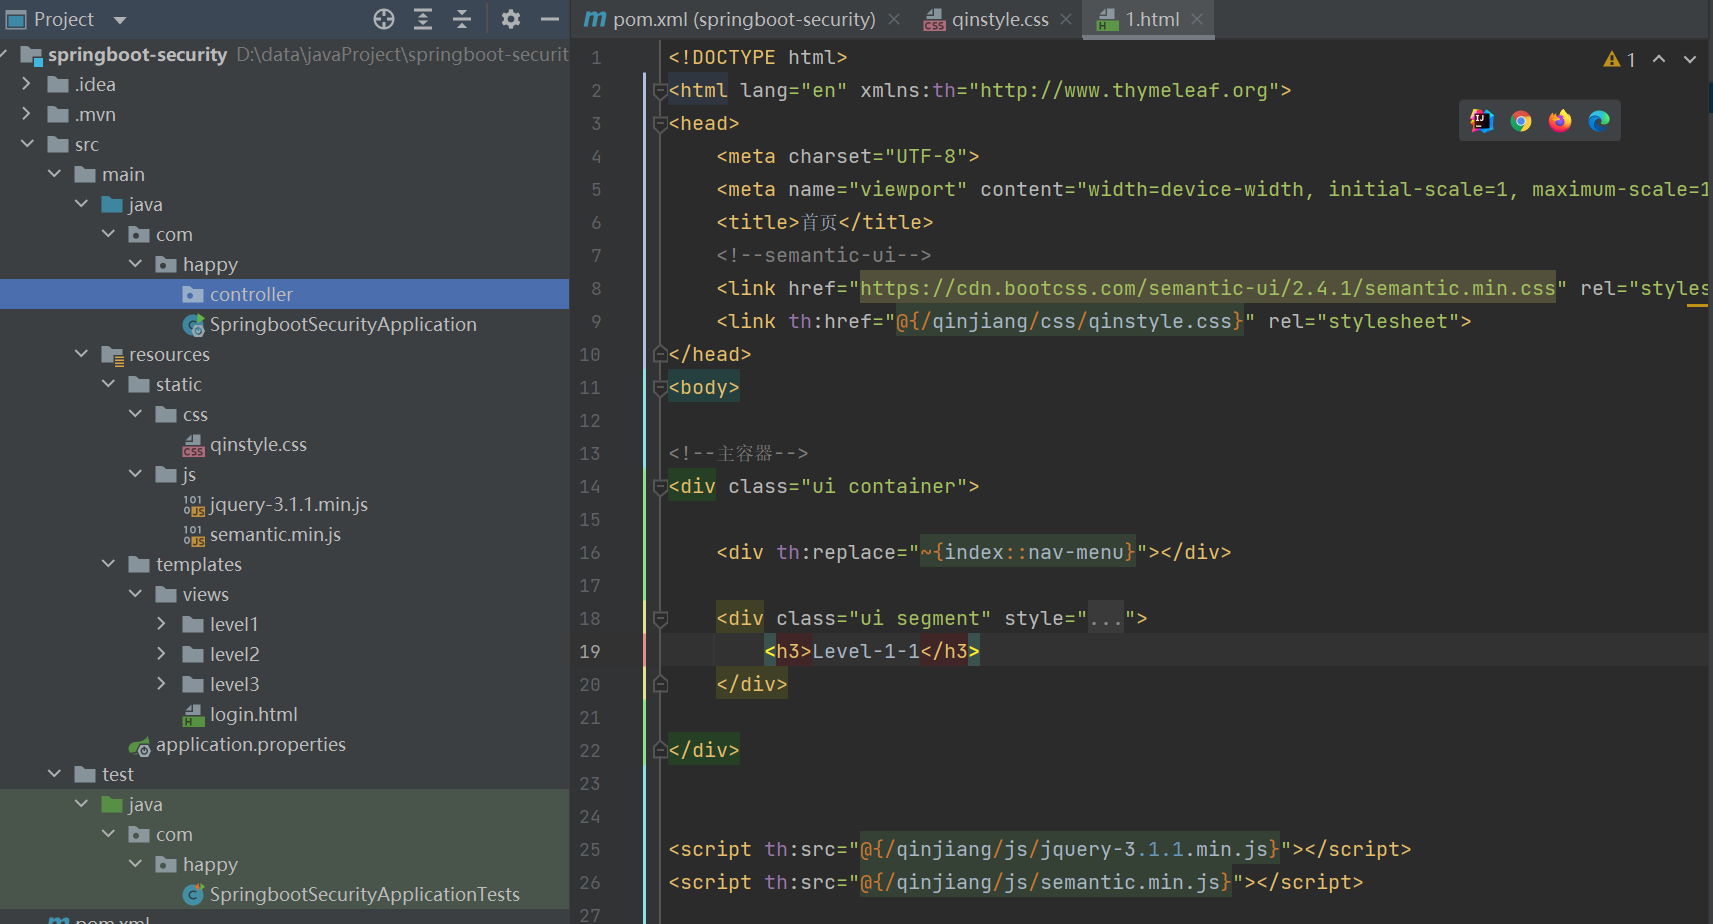 Project
springboot-security D:\data\javaProject\springboot-securit
.idea
.mvn
src
main
java
com
happy
controller
SpringbootSecurityApplication
resources
static
css
qinstyle.css
js
jquery-3.1.1.min.js
semantic.min.js
templates
views
level1
level2
level3
login.html
application.properties
test
java
com
happy
SpringbootSecurityApplicationTests
pom.xml
pom.xml (springboot-security) qinstyle.css 1.html
1
1 <!DOCTYPE html>
2 <html lang="en" xmlns:th="http://www.thymeleaf.org">
3 <head>
4 <meta charset="UTF-8">
5 <meta name="viewport" content="width=device-width, initial-scale=1, maximum-scale=1
6 <title>首页</title>
7 <!--semantic-ui-->
8 <link href="https://cdn.bootcss.com/semantic-ui/2.4.1/semantic.min.css" rel="styles
9 <link th:href="@{/qinjiang/css/qinstyle.css}" rel="stylesheet">
10 </head>
11 <body>
12
13 <!--主容器-->
14 <div class="ui container">
15
16 <div th:replace="~{index::nav-menu}"></div>
17
18 <div class="ui segment" style="...">
19 <h3>Level-1-1</h3>
20 </div>
21
22 </div>
23
24
25 <script th:src="@{/qinjiang/js/jquery-3.1.1.min.js}"></script>
26 <script th:src="@{/qinjiang/js/semantic.min.js}"></script>
27